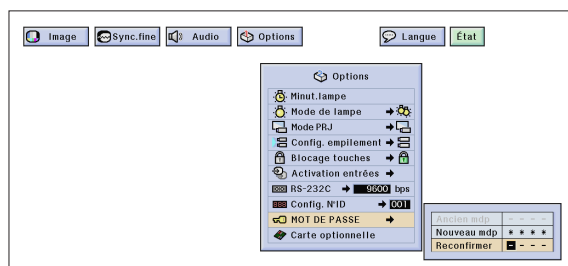 Image Sync.fine Audio Options Langue État
Options
Minut.lampe
Mode de lampe
Mode PRJ
Config. empilement
Blocage touches
Activation entrées
RS-232C 9600 bps
Config. N'ID 001
MOT DE PASSE
Carte optionnelle
Ancien mdp - - - -
Nouveau mdp * * * *
Reconfirmer - - - -